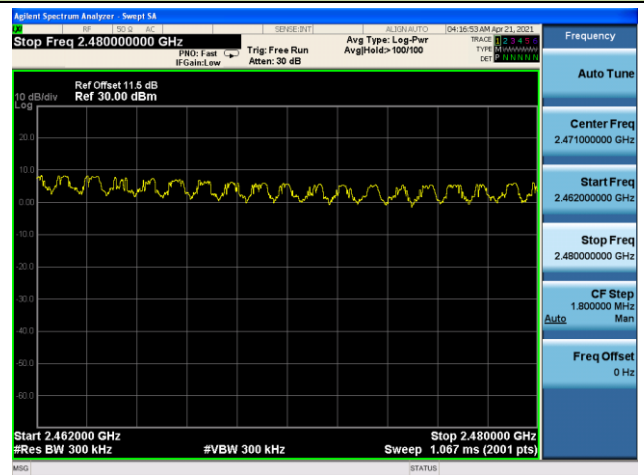 Agilent Spectrum Analyzer - Swept SA
RF 50 Ω AC SENSE:INT ALIGNAUTO 04:16:53 AM Apr 21, 2021
Stop Freq 2.480000000 GHz
PNO: Fast
IFGain:Low
Trig: Free Run
Atten: 30 dB
Avg Type: Log-Pwr
Avg|Hold:>100/100
TRACE 1 2 3 4 5 6
TYPE M
DET P N N N N N
Ref Offset 11.5 dB
10 dB/div Ref 30.00 dBm
Log
20.0
10.0
0.00
-10.0
-20.0
-30.0
-40.0
-50.0
-60.0
Start 2.462000 GHz Stop 2.480000 GHz
#Res BW 300 kHz #VBW 300 kHz Sweep 1.067 ms (2001 pts)
MSG STATUS
Frequency
Auto Tune
Center Freq
2.471000000 GHz
Start Freq
2.462000000 GHz
Stop Freq
2.480000000 GHz
CF Step
1.800000 MHz
Auto Man
Freq Offset
0 Hz